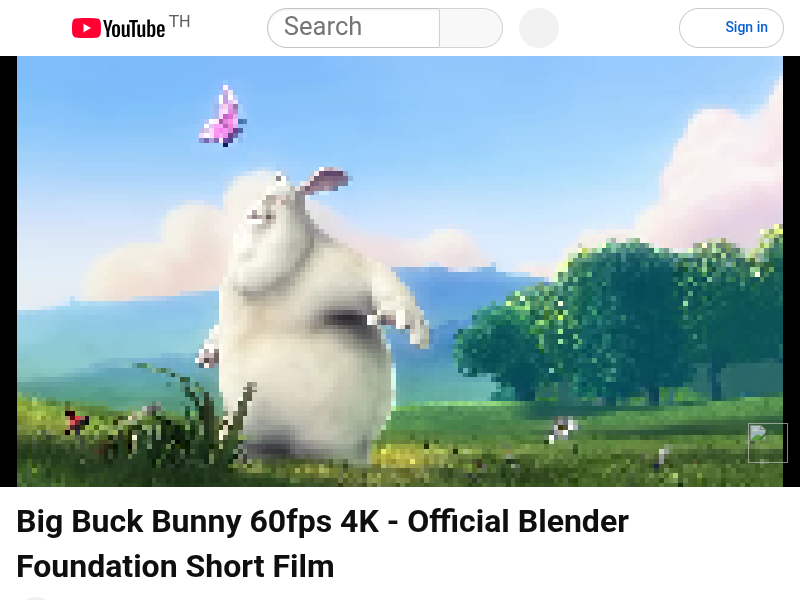 YouTube TH
Search
Sign in
Big Buck Bunny 60fps 4K - Official Blender
Foundation Short Film